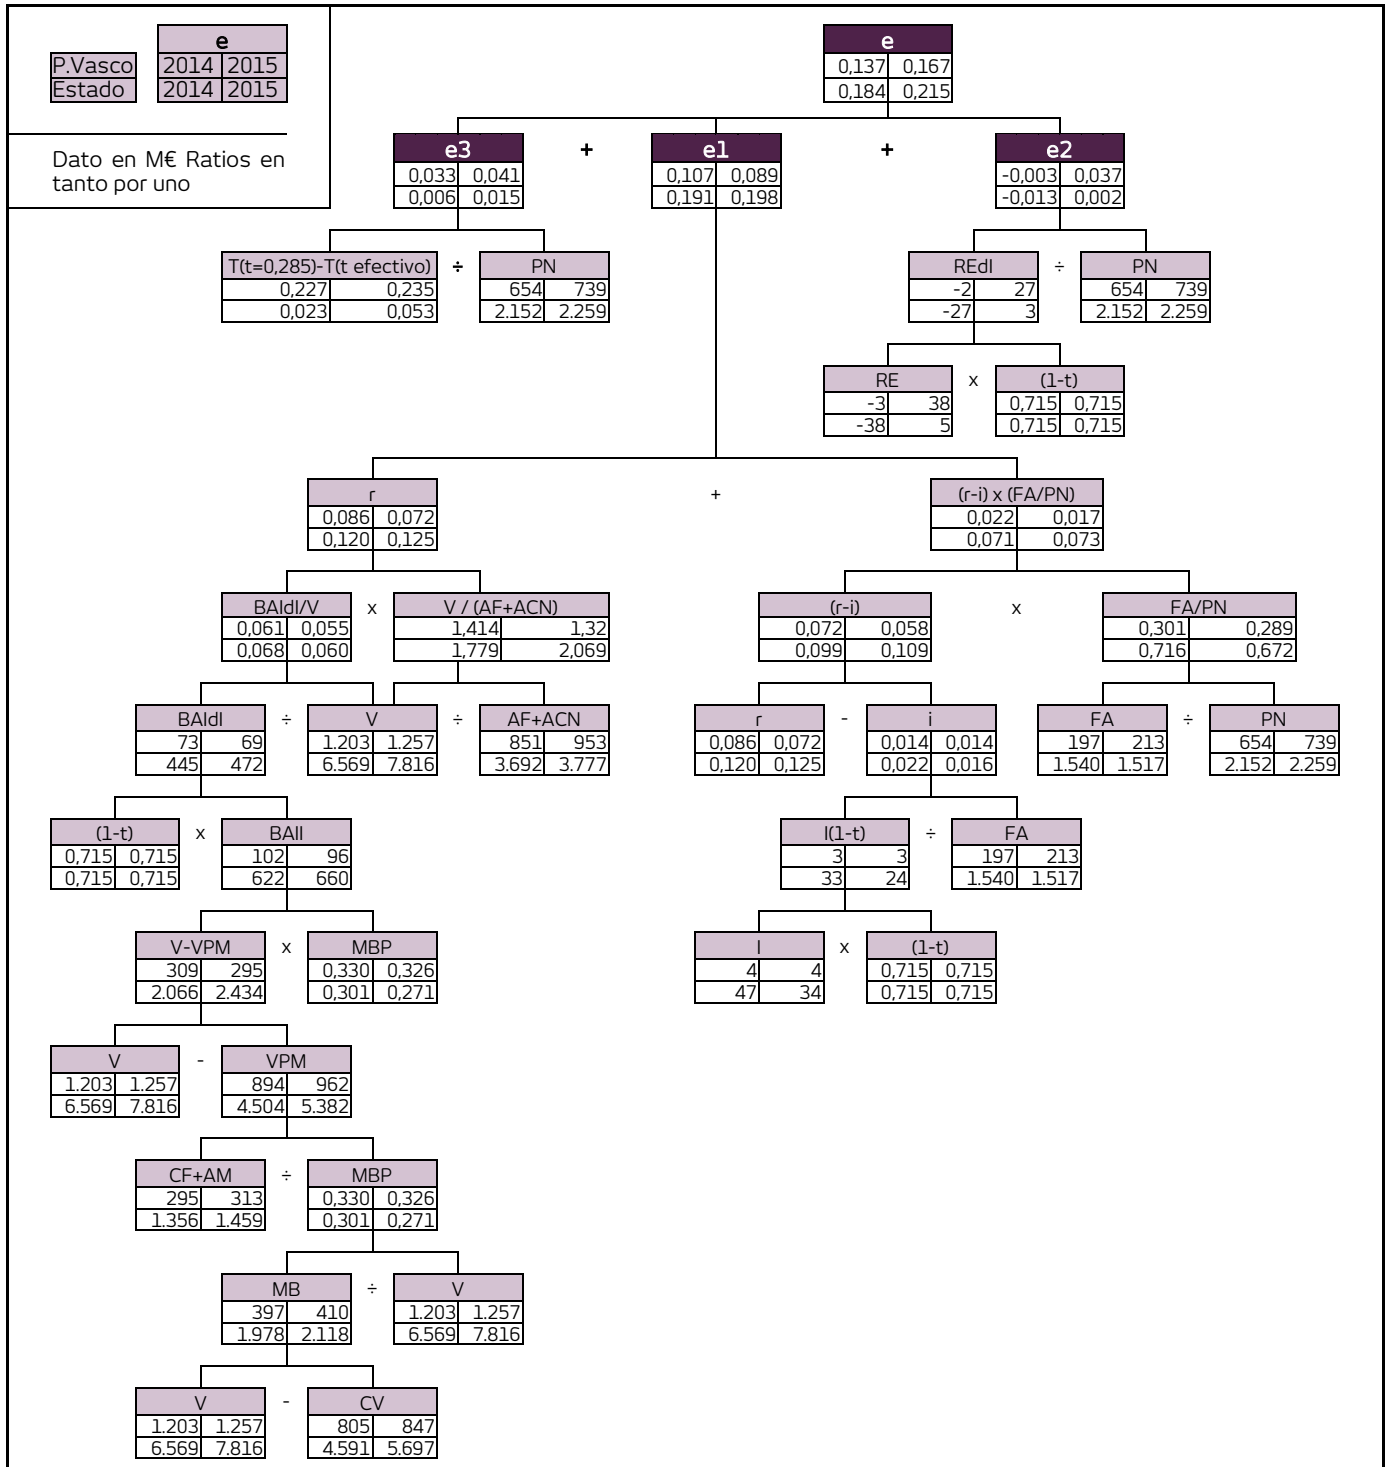 e
P.Vasco 2014 2015
Estado 2014 2015
Dato en M€ Ratios en
tanto por uno
e
0,137 0,167
0,184 0,215
e3 + e1 + e2
0,033 0,041 0,107 0,089 -0,003 0,037
0,006 0,015 0,191 0,198 -0,013 0,002
T(t=0,285)-T(t efectivo) ÷ PN REdI ÷ PN
0,227 0,235 654 739 -2 27 654 739
0,023 0,053 2.152 2.259 -27 3 2.152 2.259
RE x (1-t)
-3 38 0,715 0,715
-38 5 0,715 0,715
r + (r-i) x (FA/PN)
0,086 0,072 0,022 0,017
0,120 0,125 0,071 0,073
BAIdI/V x V / (AF+ACN) (r-i) x FA/PN
0,061 0,055 1,414 1,32 0,072 0,058 0,301 0,289
0,068 0,060 1,779 2,069 0,099 0,109 0,716 0,672
BAIdI ÷ V ÷ AF+ACN r - i FA ÷ PN
73 69 1.203 1.257 851 953 0,086 0,072 0,014 0,014 197 213 654 739
445 472 6.569 7.816 3.692 3.777 0,120 0,125 0,022 0,016 1.540 1.517 2.152 2.259
(1-t) x BAII I(1-t) ÷ FA
0,715 0,715 102 96 3 3 197 213
0,715 0,715 622 660 33 24 1.540 1.517
V-VPM x MBP I x (1-t)
309 295 0,330 0,326 4 4 0,715 0,715
2.066 2.434 0,301 0,271 47 34 0,715 0,715
V - VPM
1.203 1.257 894 962
6.569 7.816 4.504 5.382
CF+AM ÷ MBP
295 313 0,330 0,326
1.356 1.459 0,301 0,271
MB ÷ V
397 410 1.203 1.257
1.978 2.118 6.569 7.816
V - CV
1.203 1.257 805 847
6.569 7.816 4.591 5.697